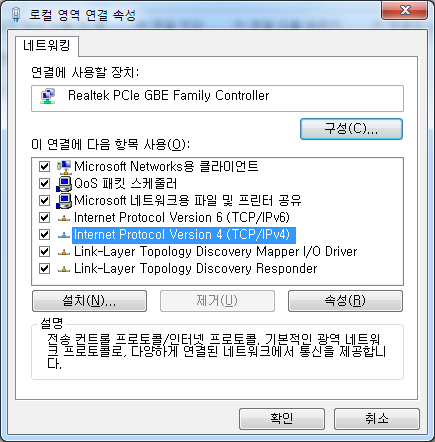 로컬 영역 연결 속성
네트워킹
연결에 사용할 장치:
Realtek PCIe GBE Family Controller
구성(C)...
이 연결에 다음 항목 사용(O):
Microsoft Networks용 클라이언트
QoS 패킷 스케줄러
Microsoft 네트워크용 파일 및 프린터 공유
Internet Protocol Version 6 (TCP/IPv6)
Internet Protocol Version 4 (TCP/IPv4)
Link-Layer Topology Discovery Mapper I/O Driver
Link-Layer Topology Discovery Responder
설치(N)...
제거(U)
속성(R)
설명
전송 컨트롤 프로토콜/인터넷 프로토콜. 기본적인 광역 네트워
크 프로토콜로, 다양하게 연결된 네트워크에서 통신을 제공합니
다.
확인
취소